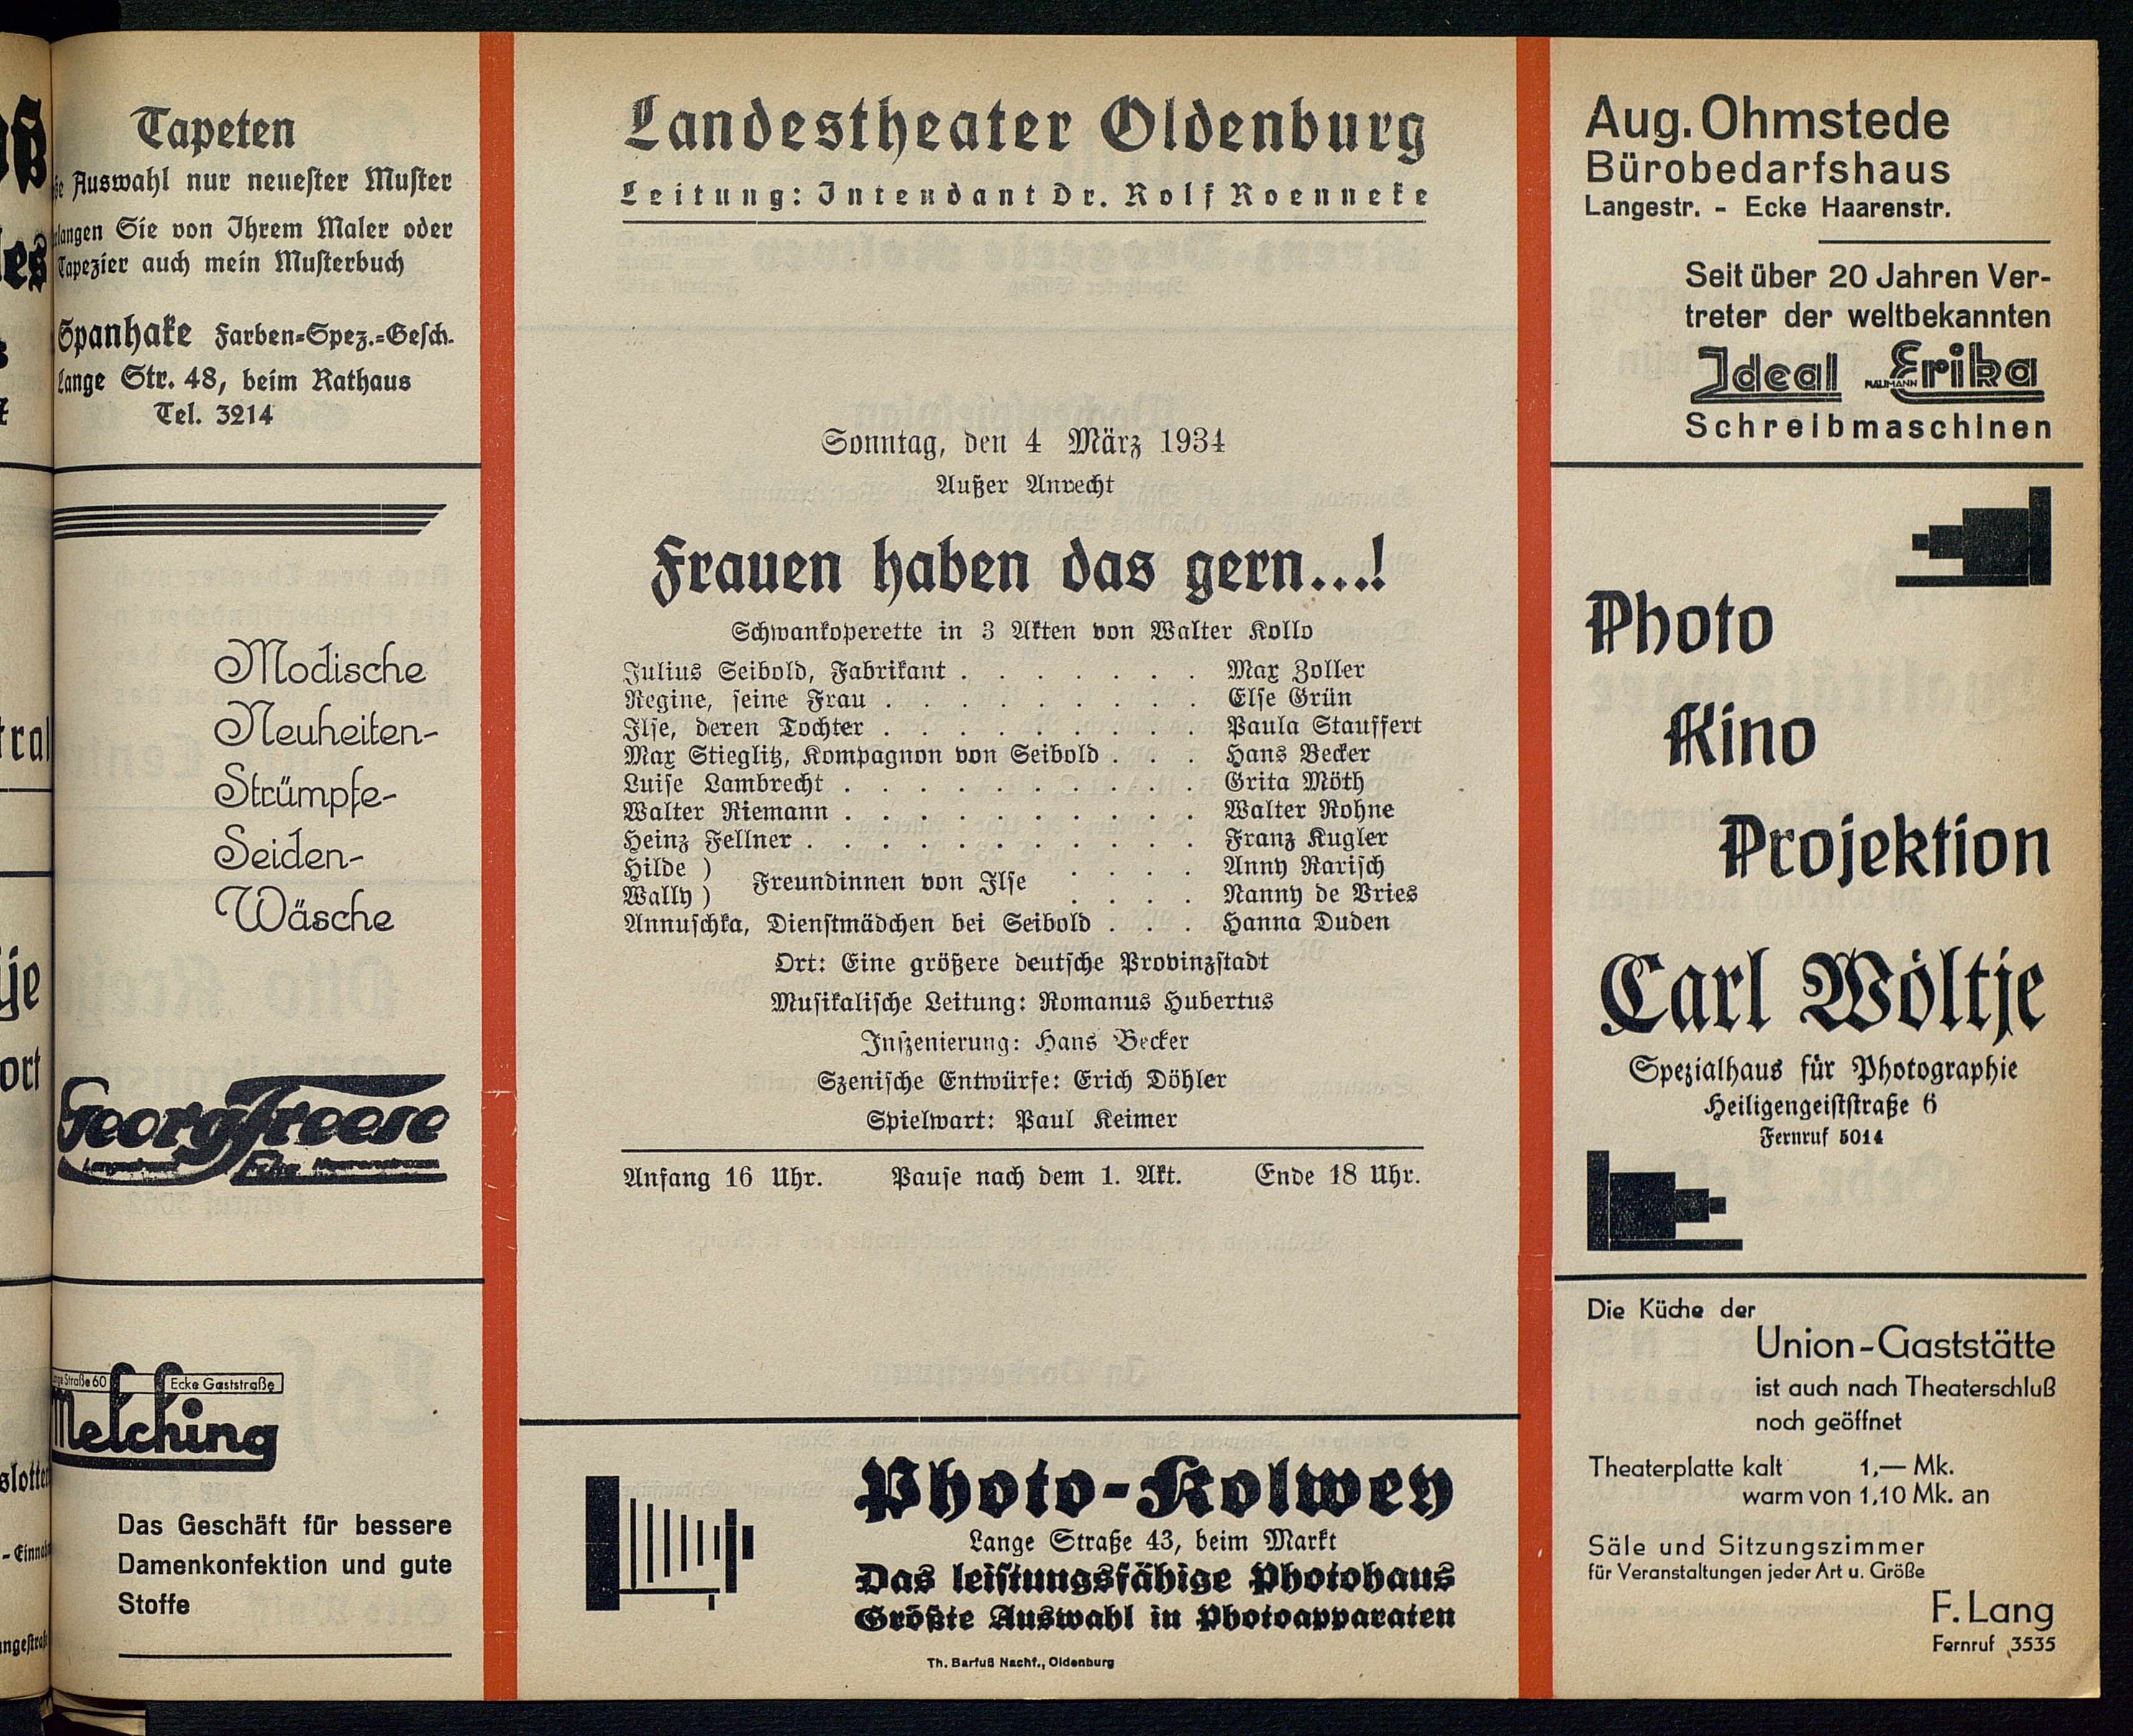 Tapeten
Auswahl nur neuester Muster
Sie von Ihrem Maler oder
Tapezier auch mein Musterbuch
Spanhake Farben-Spez.-Gesch.
Lange Str. 48, beim Rathaus
Tel. 3214
Modische
Neuheiten-
Strümpfe-
Seiden-
Wäsche
Georg Freese
Ecke
Straße 60
Ecke Gaststraße
Melching
Das Geschäft für bessere
Damenkonfektion und gute
Stoffe
Landestheater Oldenburg
Leitung: Intendant Dr. Rolf Roenneke
Sonntag, den 4 März 1934
Außer Anrecht
Frauen haben das gern...!
Schwankoperette in 3 Akten von Walter Kollo
Julius Seibold, Fabrikant . . . . . . . Max Zoller
Regine, seine Frau . . . . . . . . . Else Grün
Ilse, deren Tochter . . . . . . . . . Paula Stauffert
Max Stieglitz, Kompagnon von Seibold . . . Hans Becker
Luise Lambrecht . . . . . . . . . . Grita Möth
Walter Riemann . . . . . . . . . . Walter Rohne
Heinz Fellner . . . . . . . . . . . Franz Kugler
Hilde ) . . . . Anny Rarisch
Freundinnen von Ilse
Wally ) . . . . Nanny de Vries
Annuschka, Dienstmädchen bei Seibold . . . Hanna Duden
Ort: Eine größere deutsche Provinzstadt
Musikalische Leitung: Romanus Hubertus
Inszenierung: Hans Becker
Szenische Entwürfe: Erich Döhler
Spielwart: Paul Keimer
Anfang 16 Uhr. Pause nach dem 1. Akt. Ende 18 Uhr.
Photo-Kolwey
Lange Straße 43, beim Markt
Das leistungsfähige Photohaus
Größte Auswahl in Photoapparaten
Th. Barfuß Nachf., Oldenburg
Aug. Ohmstede
Bürobedarfshaus
Langestr. - Ecke Haarenstr.
Seit über 20 Jahren Ver-
treter der weltbekannten
Ideal NAUMANN Erika
Schreibmaschinen
Photo
Kino
Projektion
Carl Wöltje
Spezialhaus für Photographie
Heiligengeiststraße 6
Fernruf 5014
Die Küche der
Union-Gaststätte
ist auch nach Theaterschluß
noch geöffnet
Theaterplatte kalt 1,— Mk.
warm von 1,10 Mk. an
Säle und Sitzungszimmer
für Veranstaltungen jeder Art u. Größe
F. Lang
Fernruf 3535